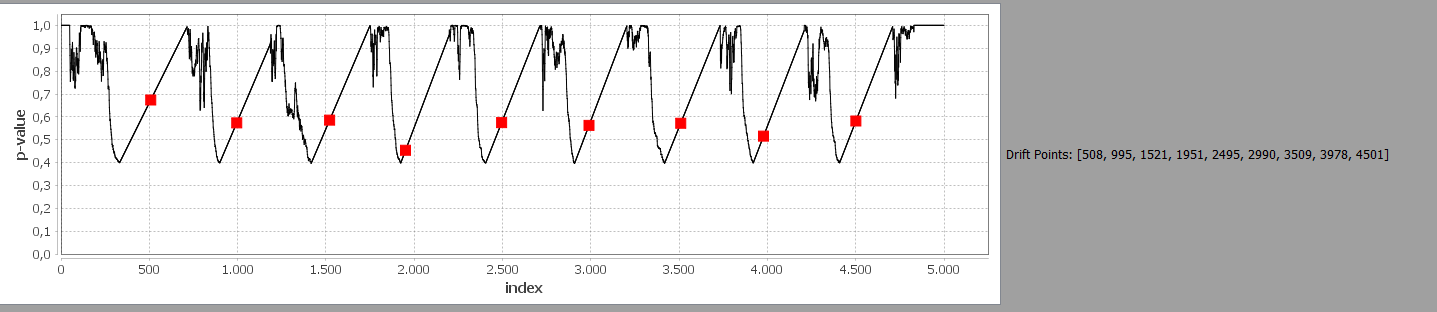 1,0
0,9
0,8
0,7
0,6
0,5
0,4
0,3
0,2
0,1
0,0
p-value
0 500 1.000 1.500 2.000 2.500 3.000 3.500 4.000 4.500 5.000
index
Drift Points: [508, 995, 1521, 1951, 2495, 2990, 3509, 3978, 4501]